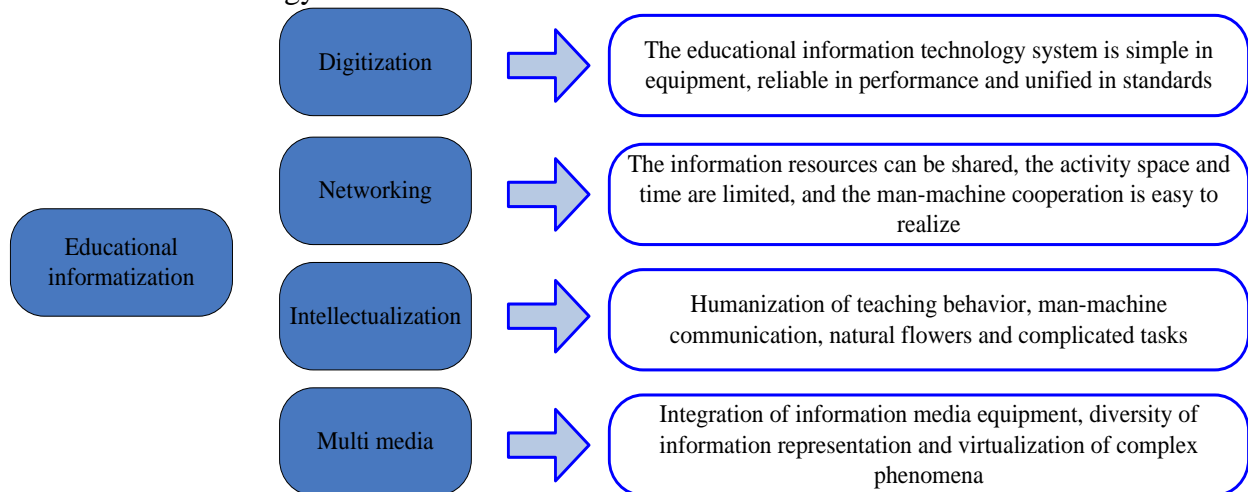 gy
Digitization
The educational information technology system is simple in
equipment, reliable in performance and unified in standards
Networking
The information resources can be shared, the activity space and
time are limited, and the man-machine cooperation is easy to
realize
Educational
informatization
Intellectualization
Humanization of teaching behavior, man-machine
communication, natural flowers and complicated tasks
Multi media
Integration of information media equipment, diversity of
information representation and virtualization of complex
phenomena